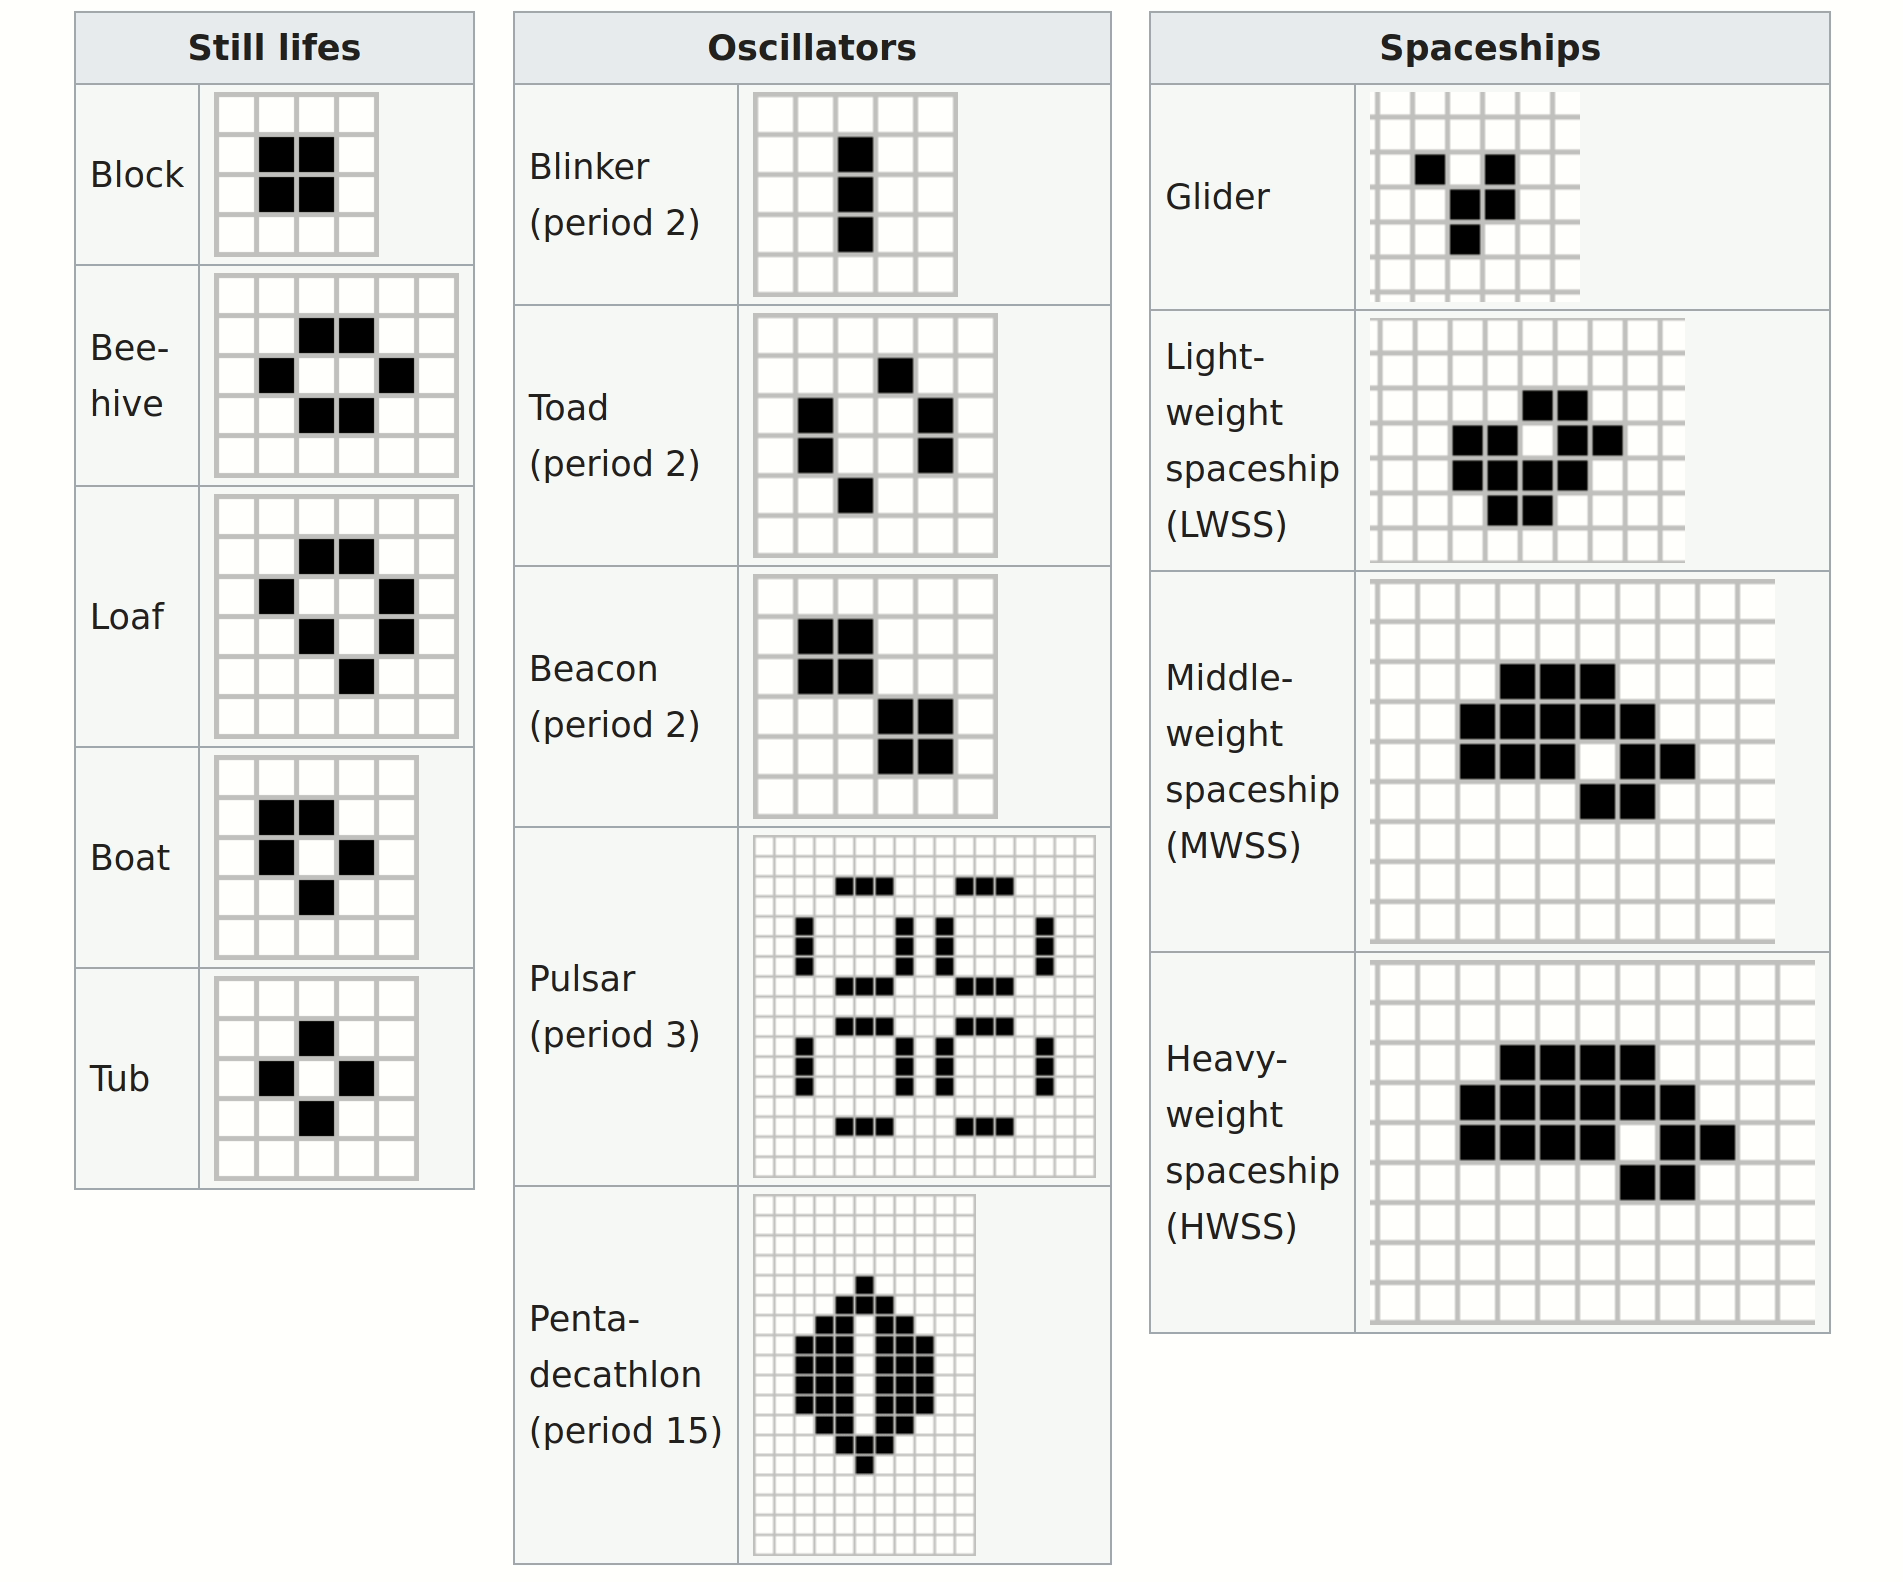 Still lifes
Block
Bee-
hive
Loaf
Boat
Tub
Oscillators
Blinker
(period 2)
Toad
(period 2)
Beacon
(period 2)
Pulsar
(period 3)
Penta-
decathlon
(period 15)
Spaceships
Glider
Light-
weight
spaceship
(LWSS)
Middle-
weight
spaceship
(MWSS)
Heavy-
weight
spaceship
(HWSS)